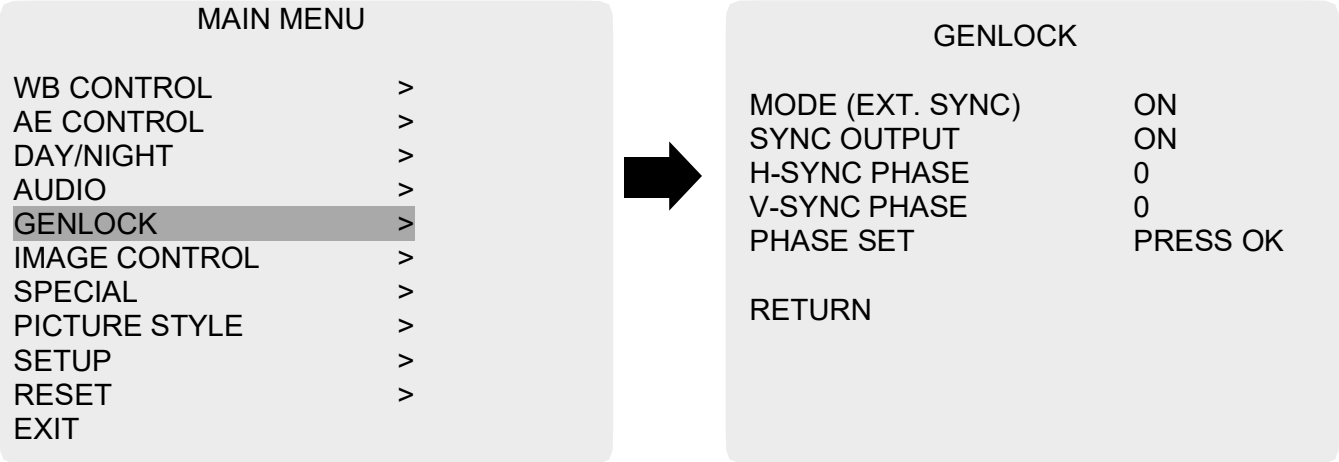 MAIN MENU
WB CONTROL >
AE CONTROL >
DAY/NIGHT >
AUDIO >
GENLOCK >
IMAGE CONTROL >
SPECIAL >
PICTURE STYLE >
SETUP >
RESET >
EXIT
GENLOCK
MODE (EXT. SYNC) ON
SYNC OUTPUT ON
H-SYNC PHASE 0
V-SYNC PHASE 0
PHASE SET PRESS OK
RETURN